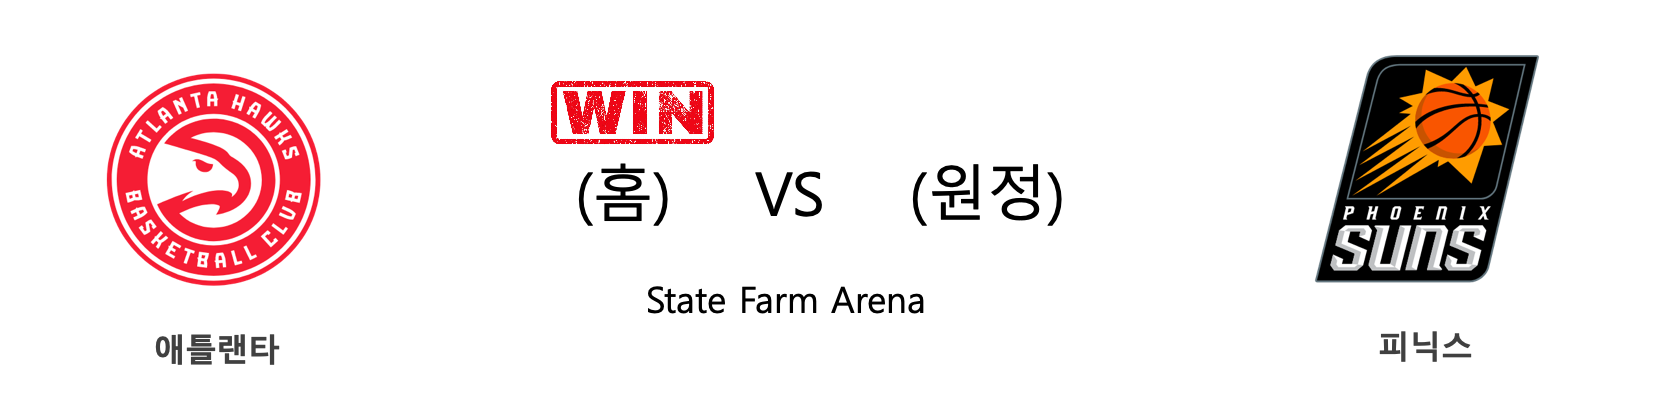 ATLANTA HAWKS
BASKETBALL CLUB
애틀랜타
WIN
(홈) VS (원정)
State Farm Arena
PHOENIX
SUNS
피닉스